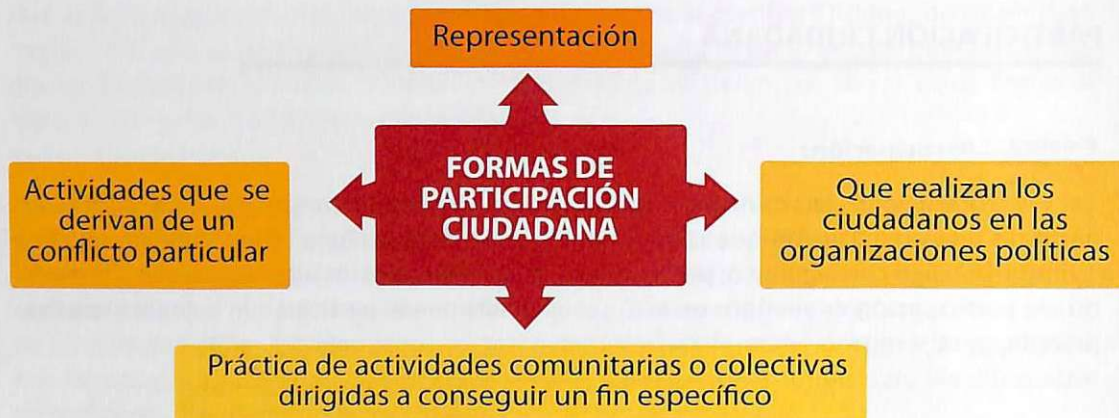 Representación
FORMAS DE
PARTICIPACIÓN
CIUDADANA
Actividades que se
derivan de un
conflicto particular
Que realizan los
ciudadanos en las
organizaciones políticas
Práctica de actividades comunitarias o colectivas
dirigidas a conseguir un fin específico